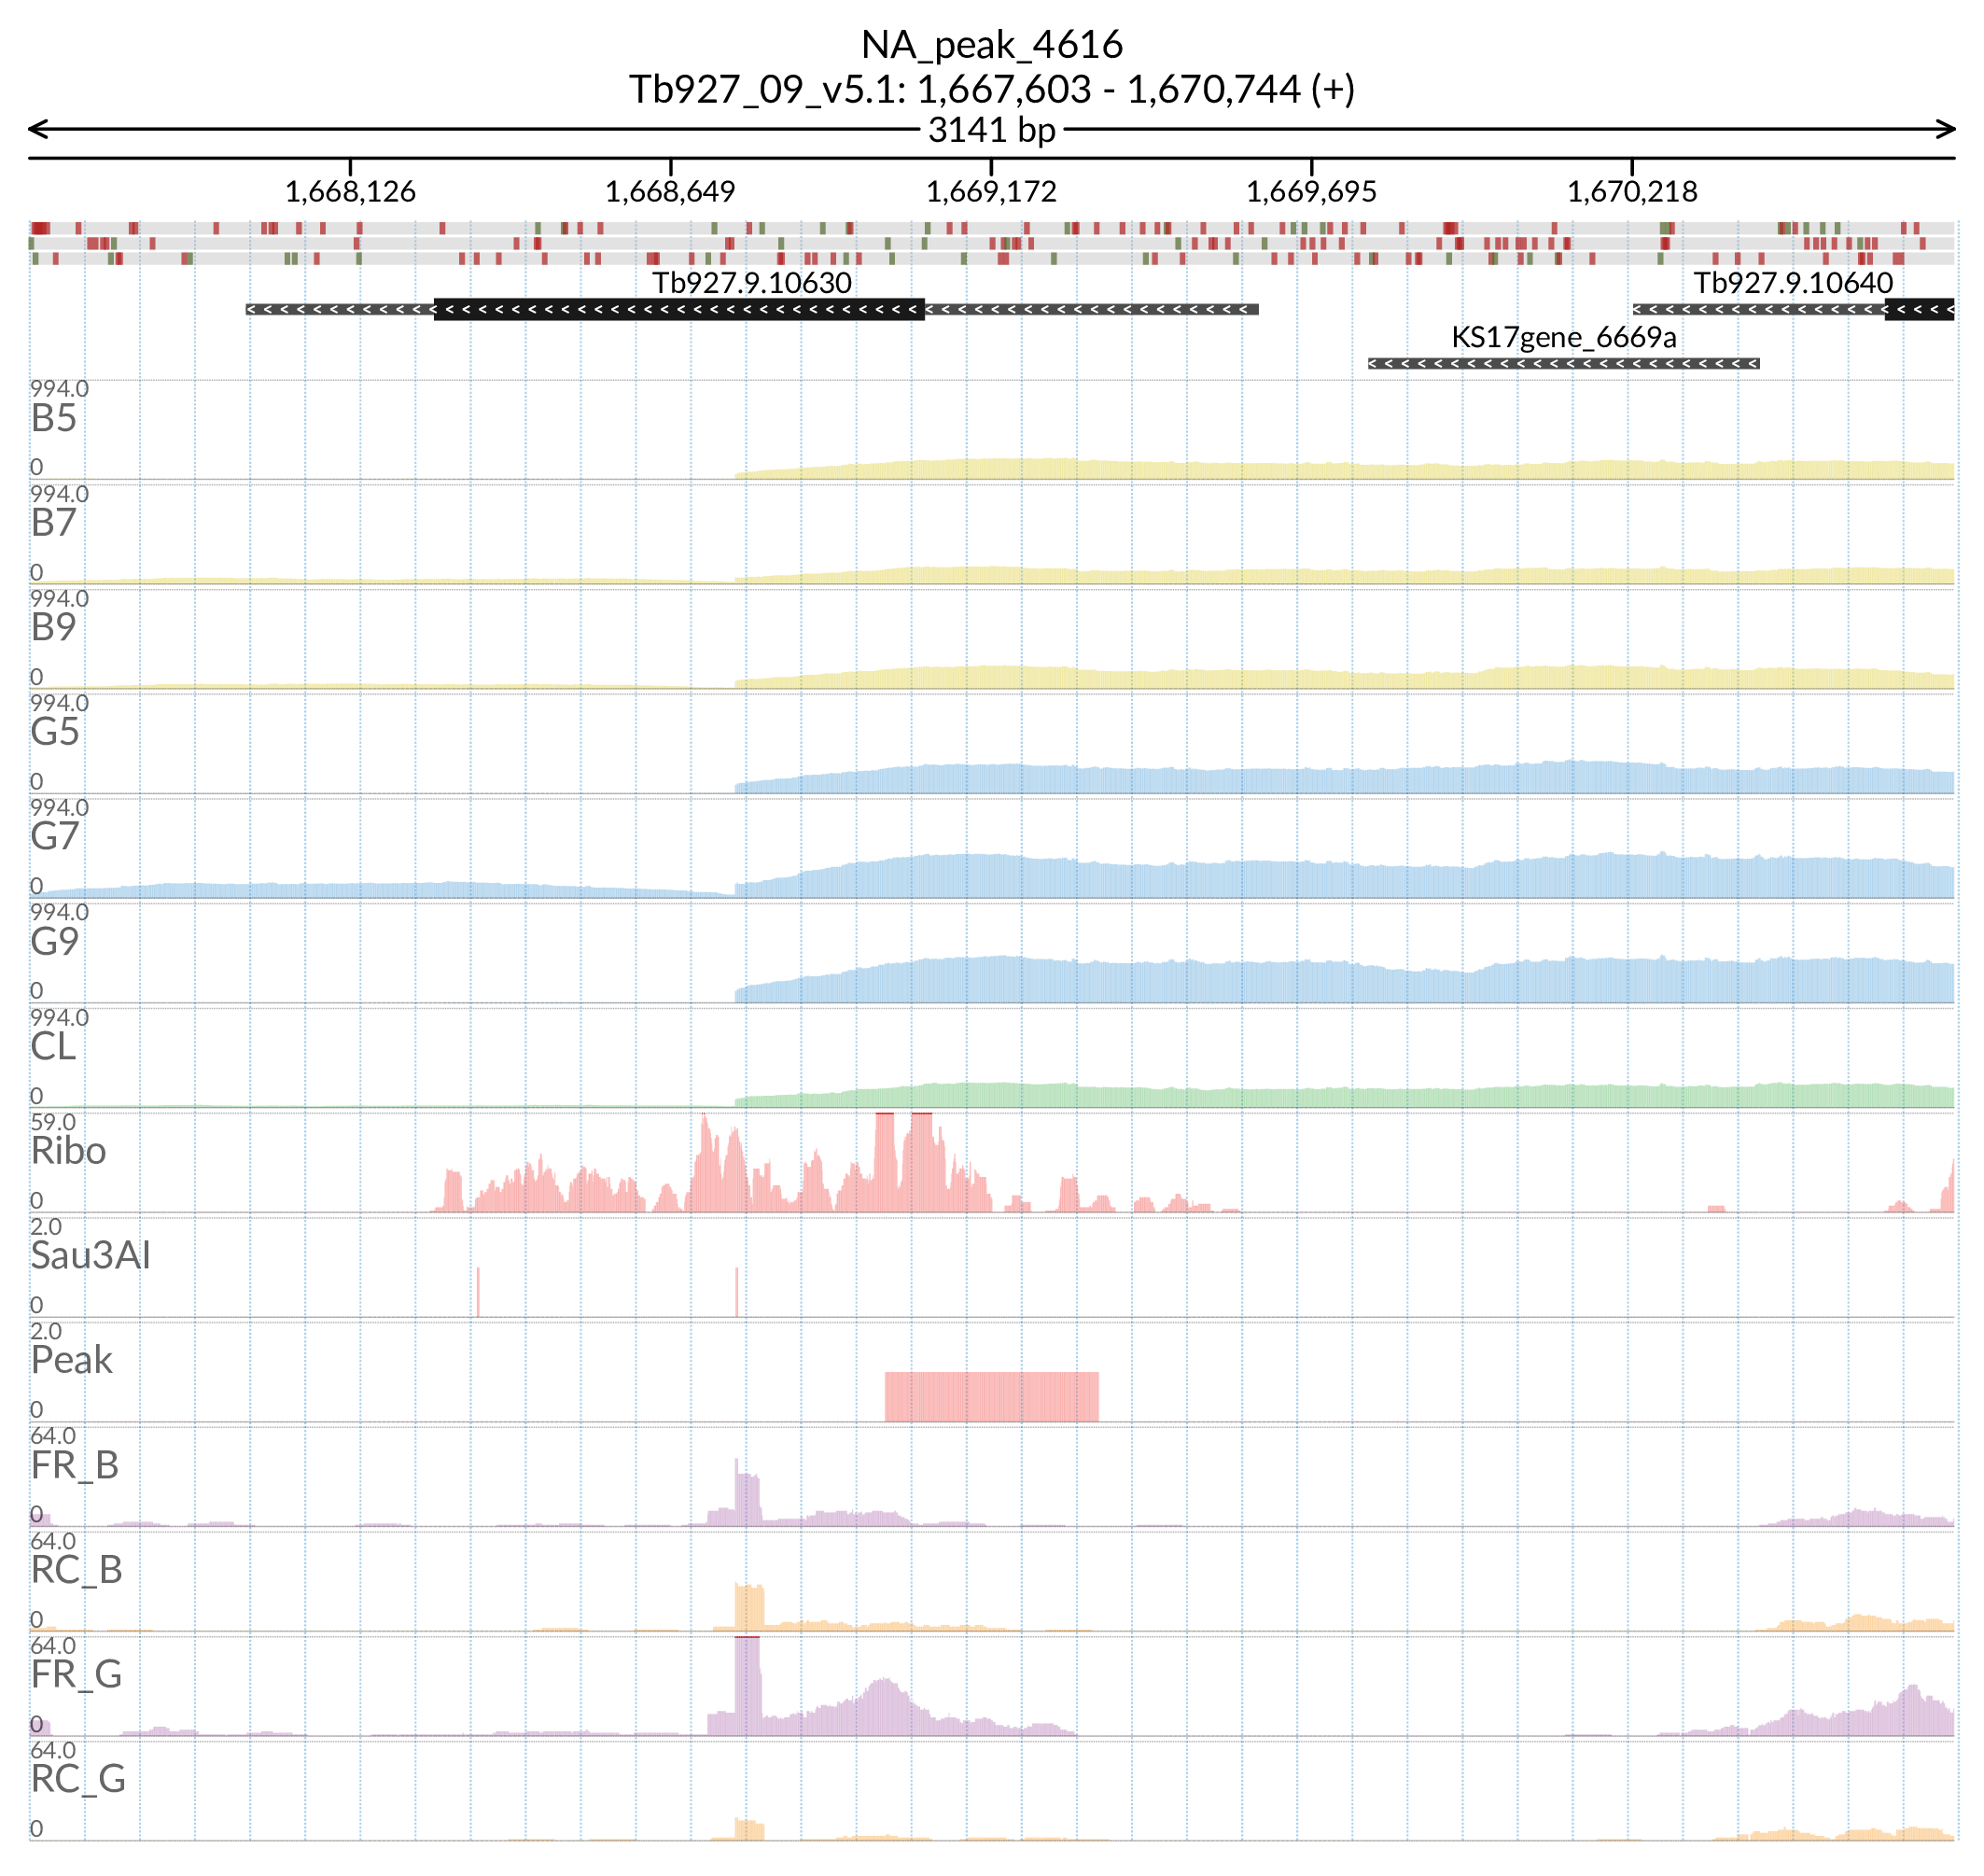 NA_peak_4616
Tb927_09_v5.1: 1,667,603 - 1,670,744 (+)
3141 bp
1,668,126 1,668,649 1,669,172 1,669,695 1,670,218
Tb927.9.10630 Tb927.9.10640
KS17gene_6669a
994.0
B5
0
994.0
B7
0
994.0
B9
0
994.0
G5
0
994.0
G7
0
994.0
G9
0
994.0
CL
0
59.0
Ribo
0
2.0
Sau3AI
0
2.0
Peak
0
64.0
FR_B
0
64.0
RC_B
0
64.0
FR_G
0
64.0
RC_G
0